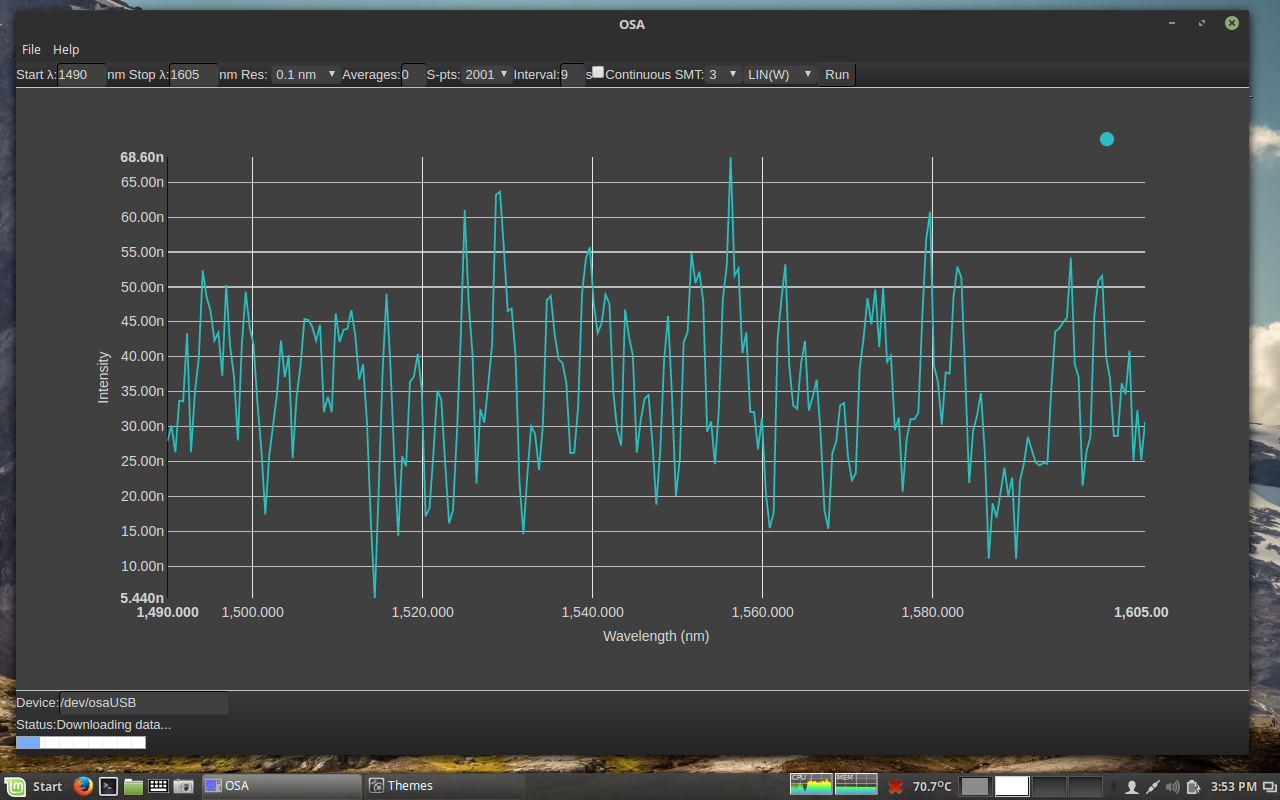 OSA
File Help
Start λ:1490 nm Stop λ:1605 nm Res: 0.1 nm Averages:0 S-pts: 2001 Interval:9 s Continuous SMT: 3 LIN(W) Run
68.60n
65.00n
60.00n
55.00n
50.00n
45.00n
40.00n
35.00n
30.00n
25.00n
20.00n
15.00n
10.00n
5.440n
Intensity
1,490.000 1,500.000 1,520.000 1,540.000 1,560.000 1,580.000 1,605.00
Wavelength (nm)
Device:/dev/osaUSB
Status:Downloading data...
Start OSA Themes CPU MEM 70.7°C 3:53 PM